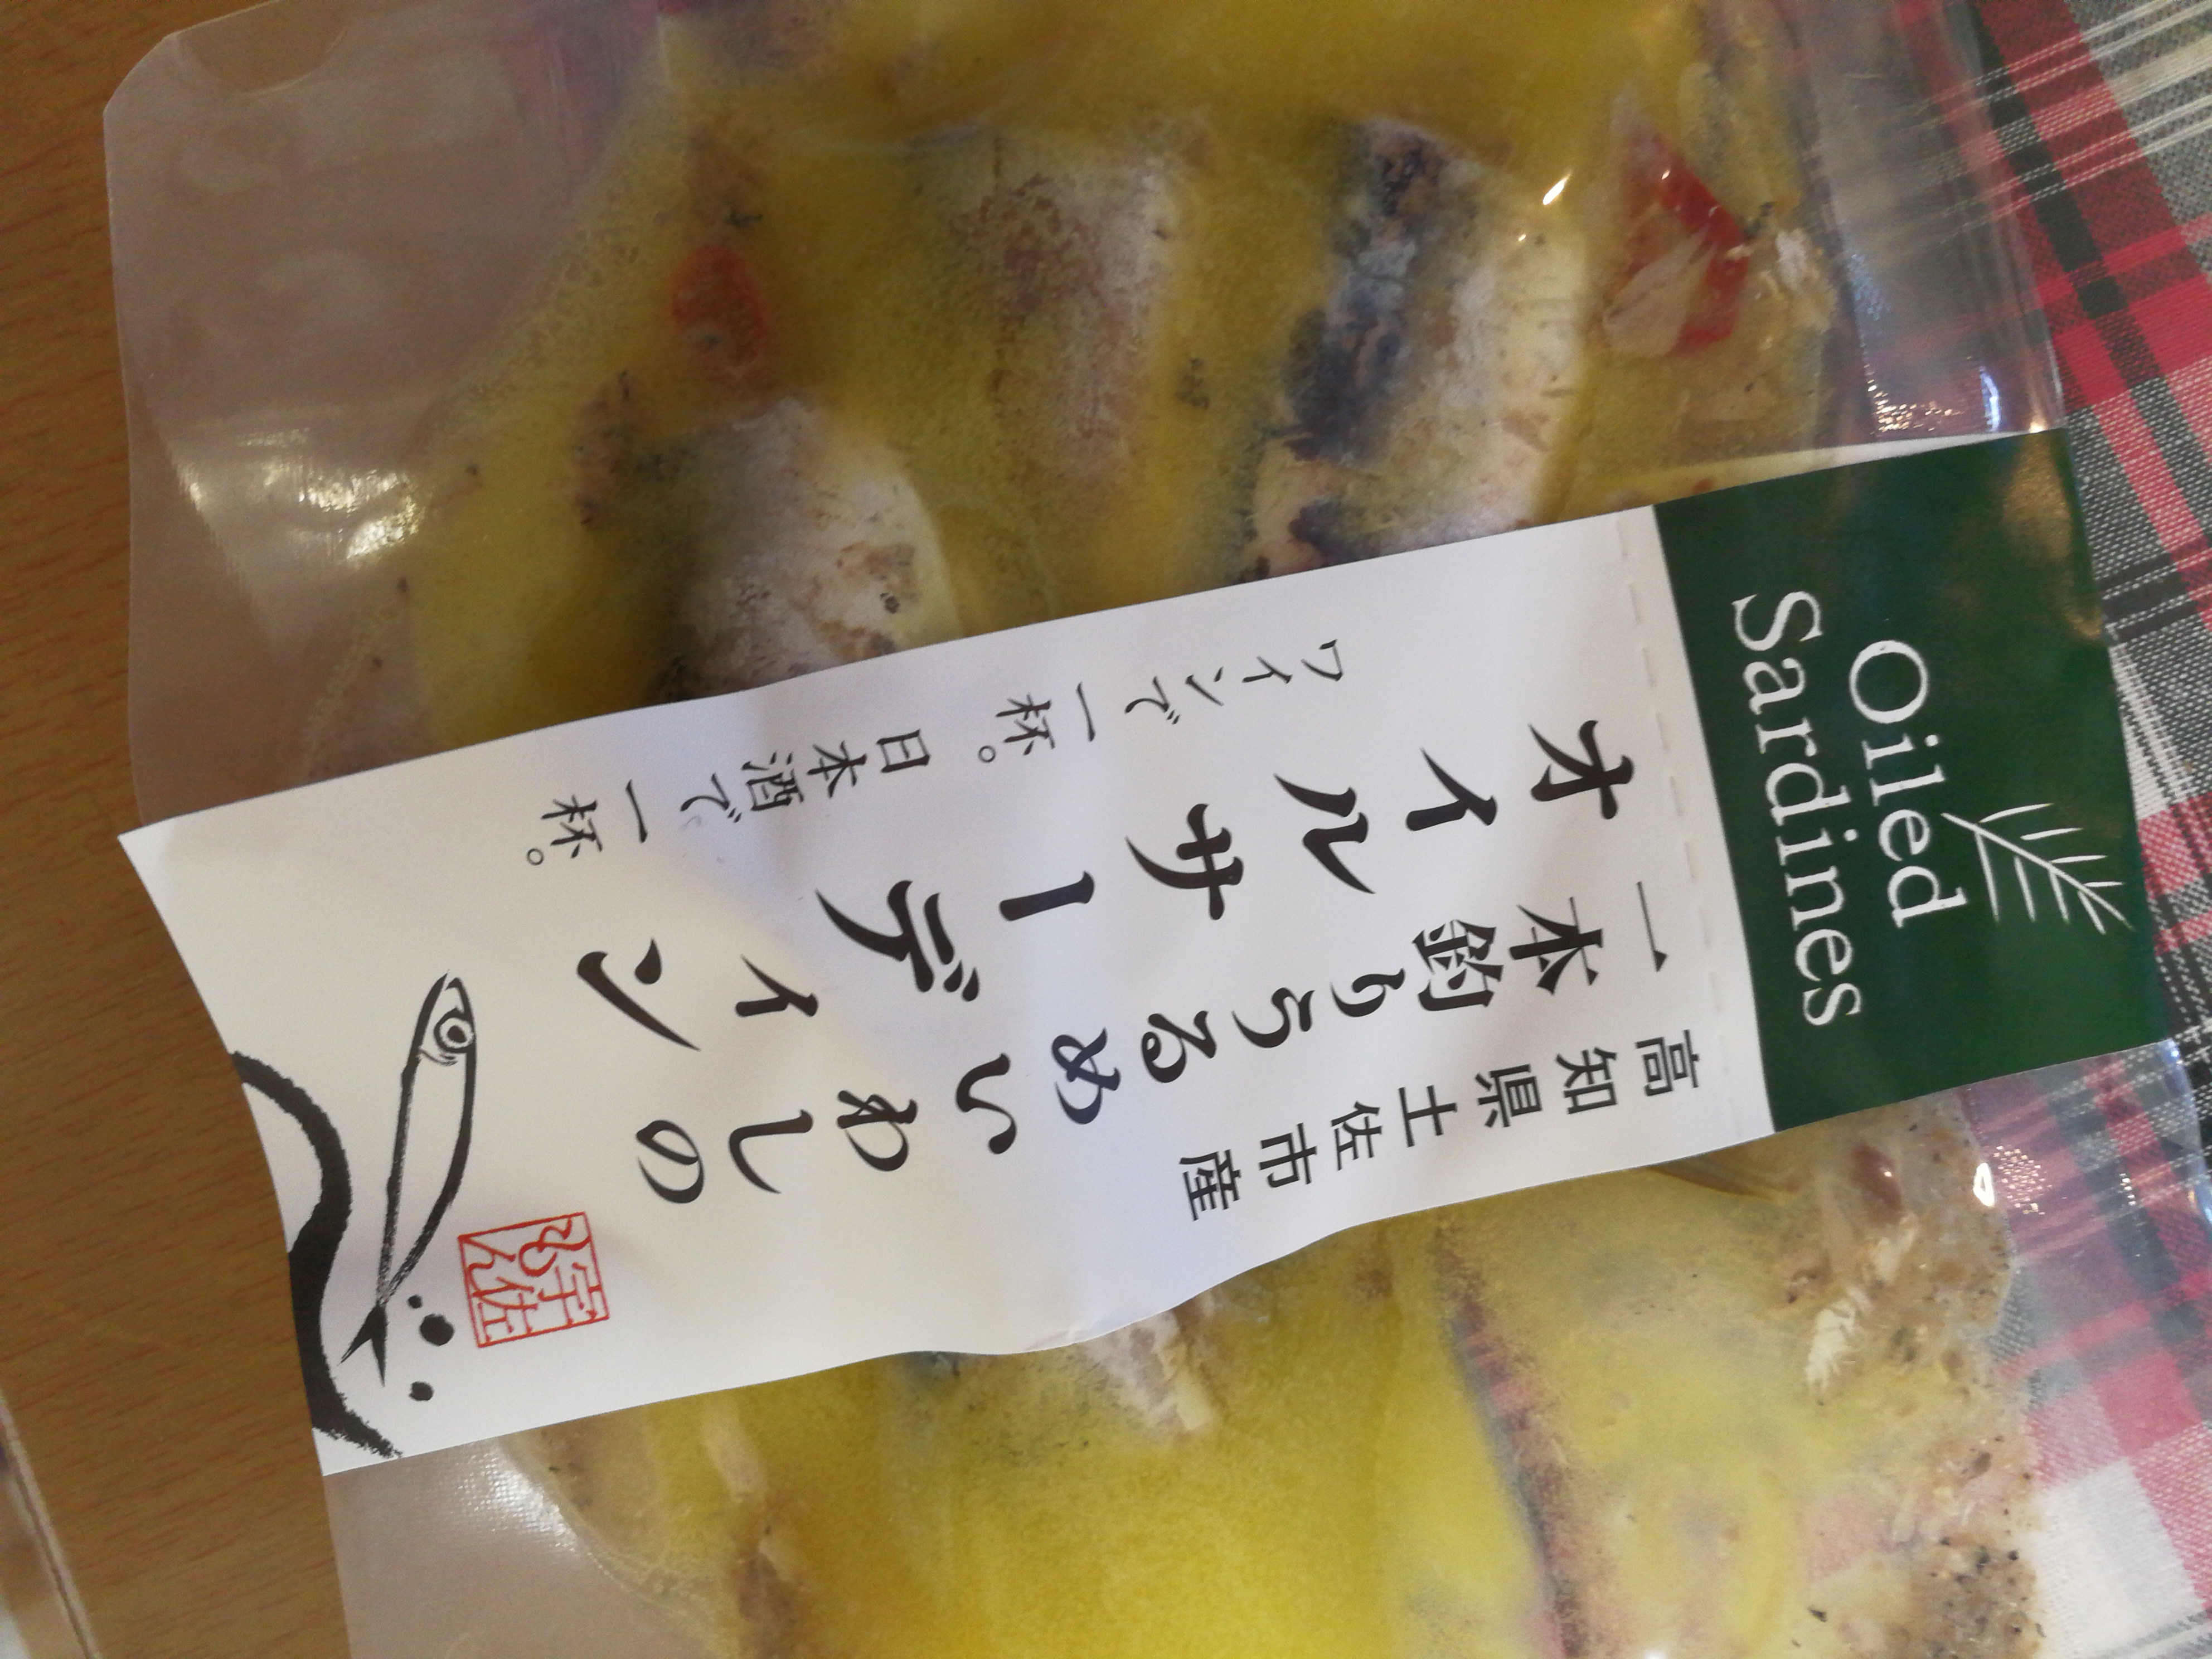 Oiled
Sardines
高知県土佐市産
一本釣りうるめいわしの
オイルサーディン
ワインで一杯。日本酒で一杯。